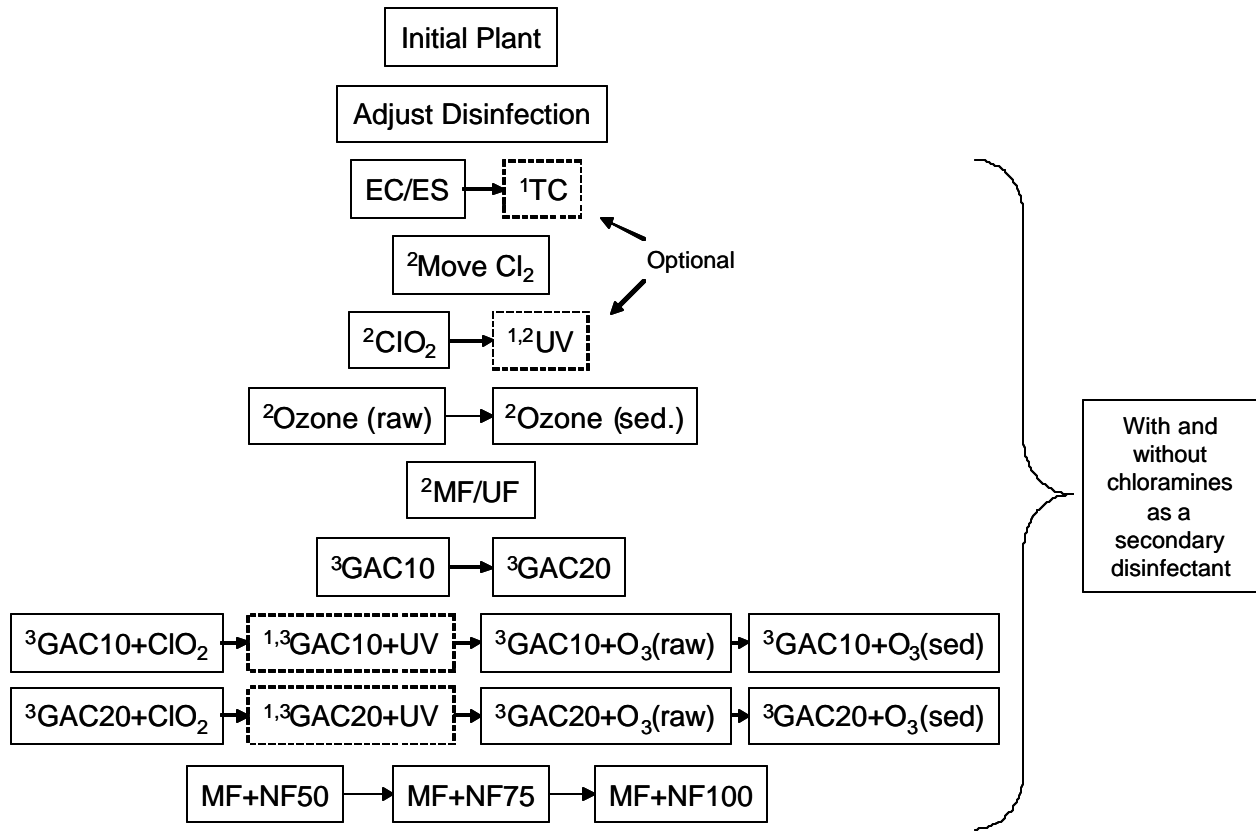 Initial Plant
Adjust Disinfection
EC/ES
¹TC
²Move Cl₂
Optional
²ClO₂
¹,²UV
²Ozone (raw)
²Ozone (sed.)
²MF/UF
³GAC10
³GAC20
³GAC10+ClO₂
¹,³GAC10+UV
³GAC10+O₃(raw)
³GAC10+O₃(sed)
³GAC20+ClO₂
¹,³GAC20+UV
³GAC20+O₃(raw)
³GAC20+O₃(sed)
MF+NF50
MF+NF75
MF+NF100
With and
without
chloramines
as a
secondary
disinfectant